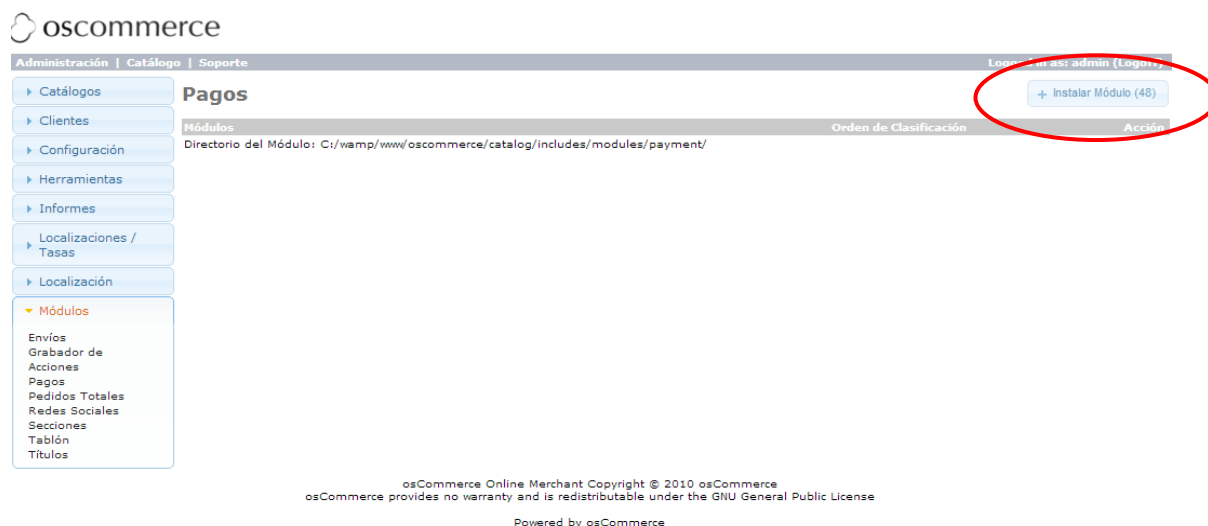 oscommerce
Administración | Catálogo | Soporte
Logged in as: admin (Logoff)
Catálogos
Clientes
Configuración
Herramientas
Informes
Localizaciones /
Tasas
Localización
Módulos
Envíos
Grabador de
Acciones
Pagos
Pedidos Totales
Redes Sociales
Secciones
Tablón
Títulos
Pagos
+ Instalar Módulo (48)
Módulos Orden de Clasificación Acción
Directorio del Módulo: C:/wamp/www/oscommerce/catalog/includes/modules/payment/
osCommerce Online Merchant Copyright © 2010 osCommerce
osCommerce provides no warranty and is redistributable under the GNU General Public License
Powered by osCommerce